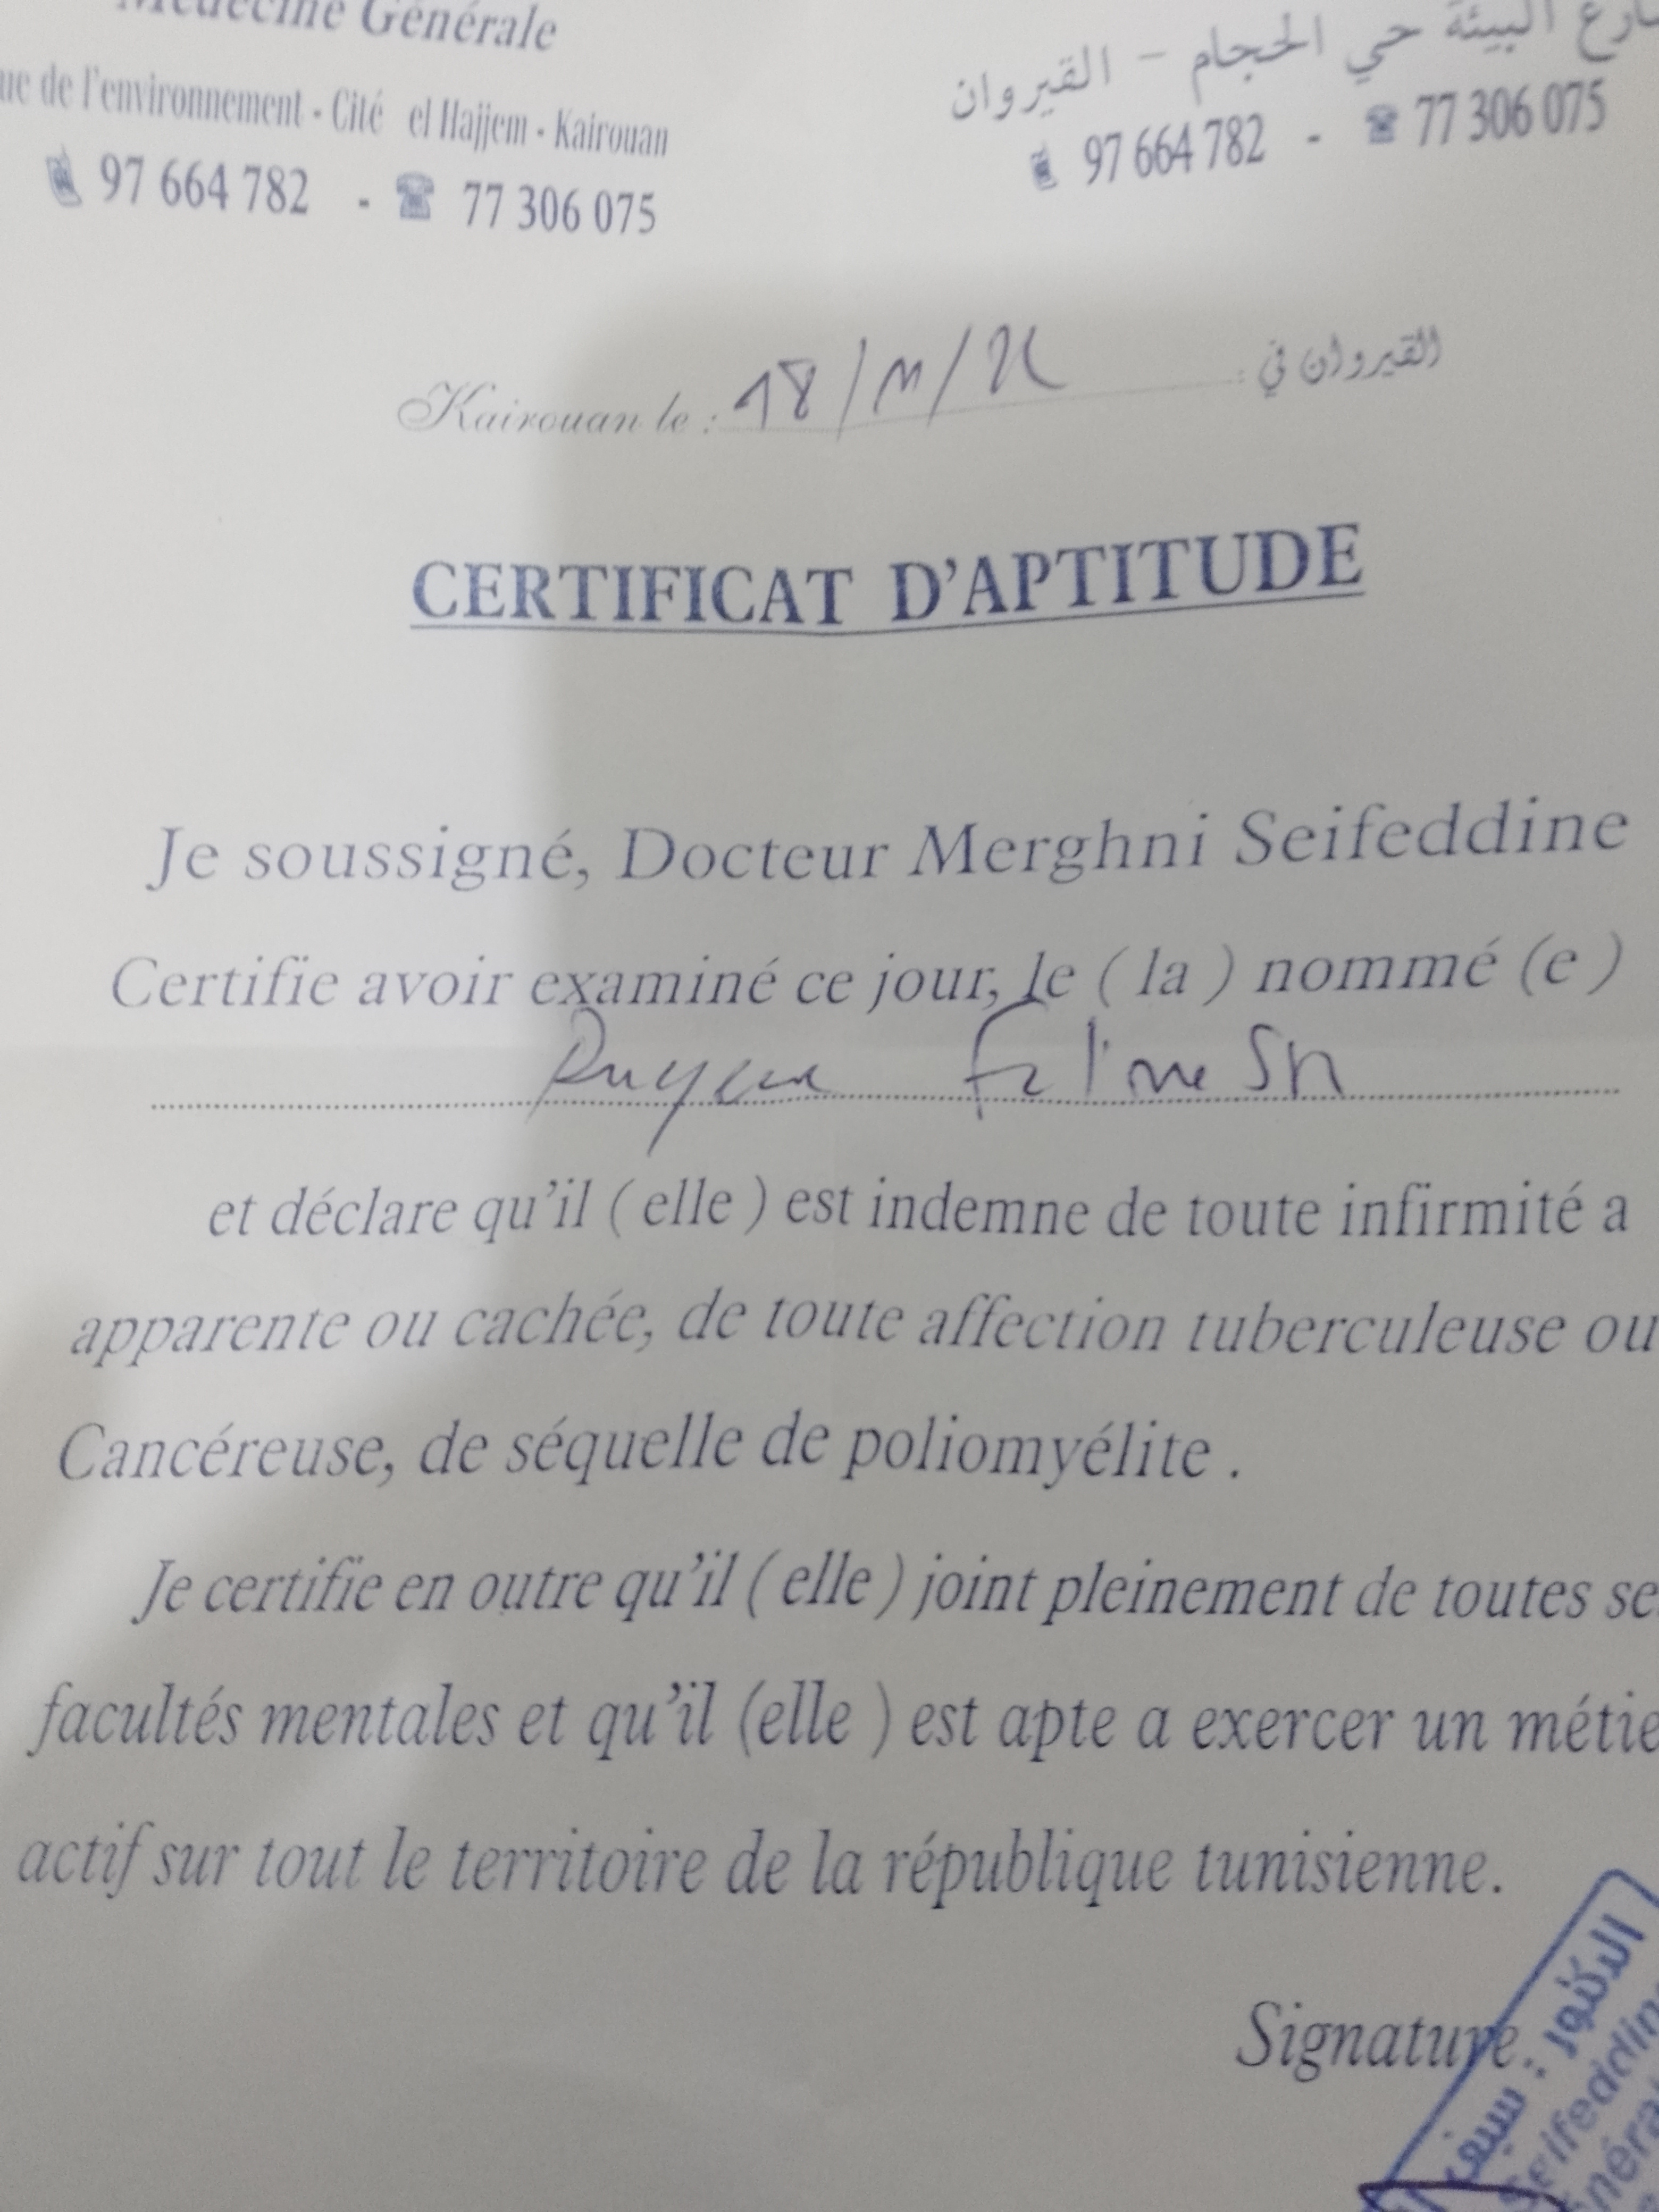 Médecine Générale
ue de l'environnement - Cité el Hajjem - Kairouan
97 664 782 - 77 306 075
ارع البيئة حي الحجام - القيروان
97 664 782 - 77 306 075
Kairouan le : 18/11/ القيروان في :
CERTIFICAT D'APTITUDE
Je soussigné, Docteur Merghni Seifeddine
Certifie avoir examiné ce jour, le ( la ) nommé (e )
et déclare qu'il ( elle ) est indemne de toute infirmité a
apparente ou cachée, de toute affection tuberculeuse ou
Cancéreuse, de séquelle de poliomyélite .
Je certifie en outre qu'il ( elle ) joint pleinement de toutes se
facultés mentales et qu'il (elle ) est apte a exercer un métie
actif sur tout le territoire de la république tunisienne.
Signature
الدكتور : سيف
Seifeddin